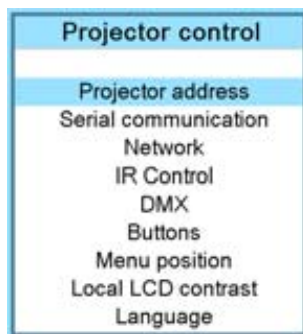 Projector control
Projector address
Serial communication
Network
IR Control
DMX
Buttons
Menu position
Local LCD contrast
Language